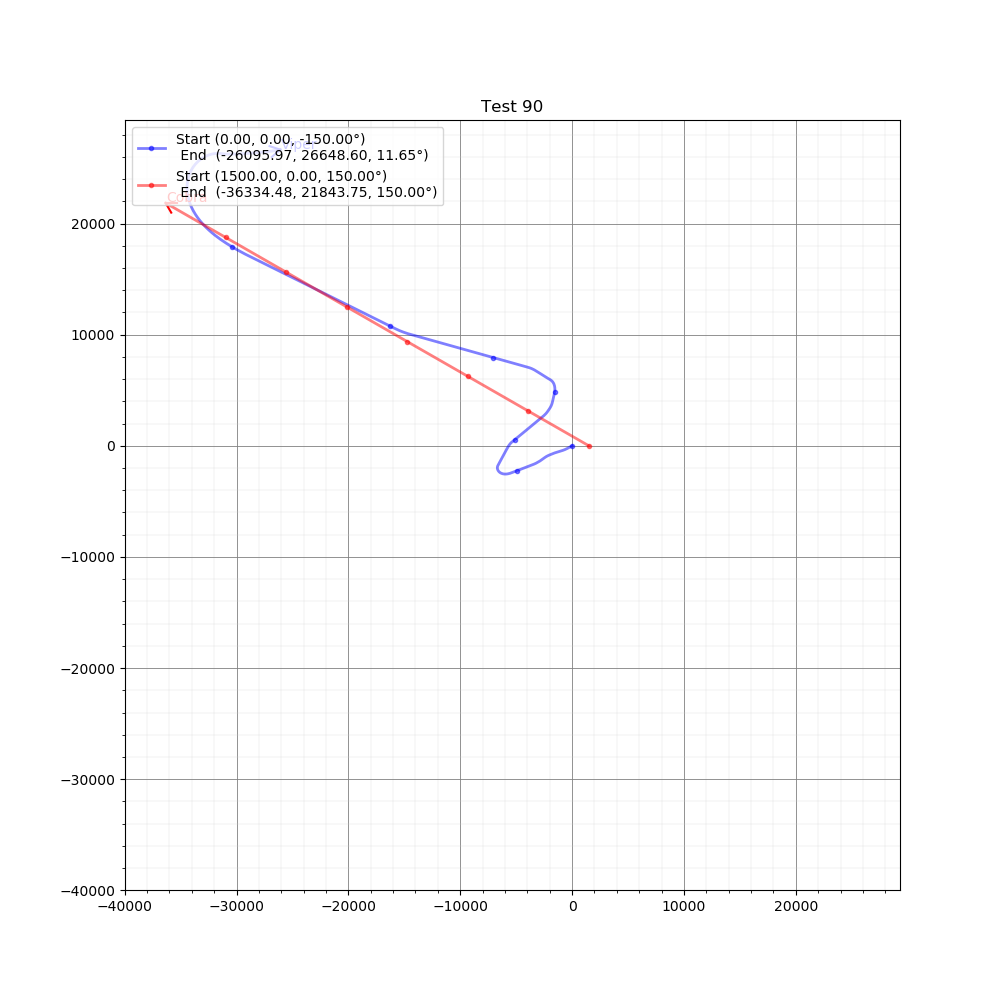 Test 90
Start (0.00, 0.00, -150.00°)
End (-26095.97, 26648.60, 11.65°)
Start (1500.00, 0.00, 150.00°)
End (-36334.48, 21843.75, 150.00°)
Cobra
20000
10000
0
−10000
−20000
−30000
−40000
−40000 −30000 −20000 −10000 0 10000 20000